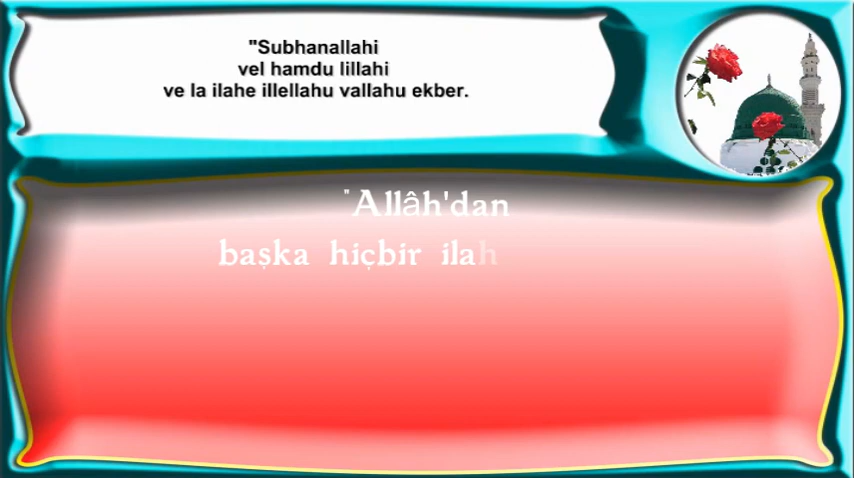 "Subhanallahi
vel hamdu lillahi
ve la ilahe illellahu vallahu ekber.
"Allâh'dan
başka hiçbir ilah